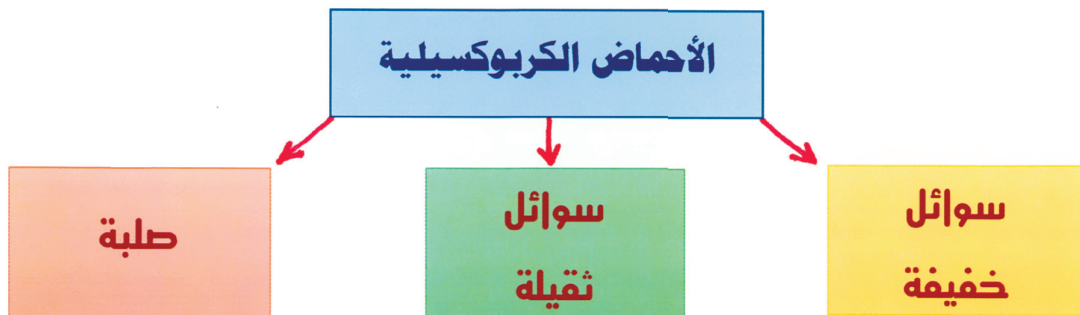 الأحماض الكربوكسيلية
سوائل
خفيفة
سوائل
ثقيلة
صلبة